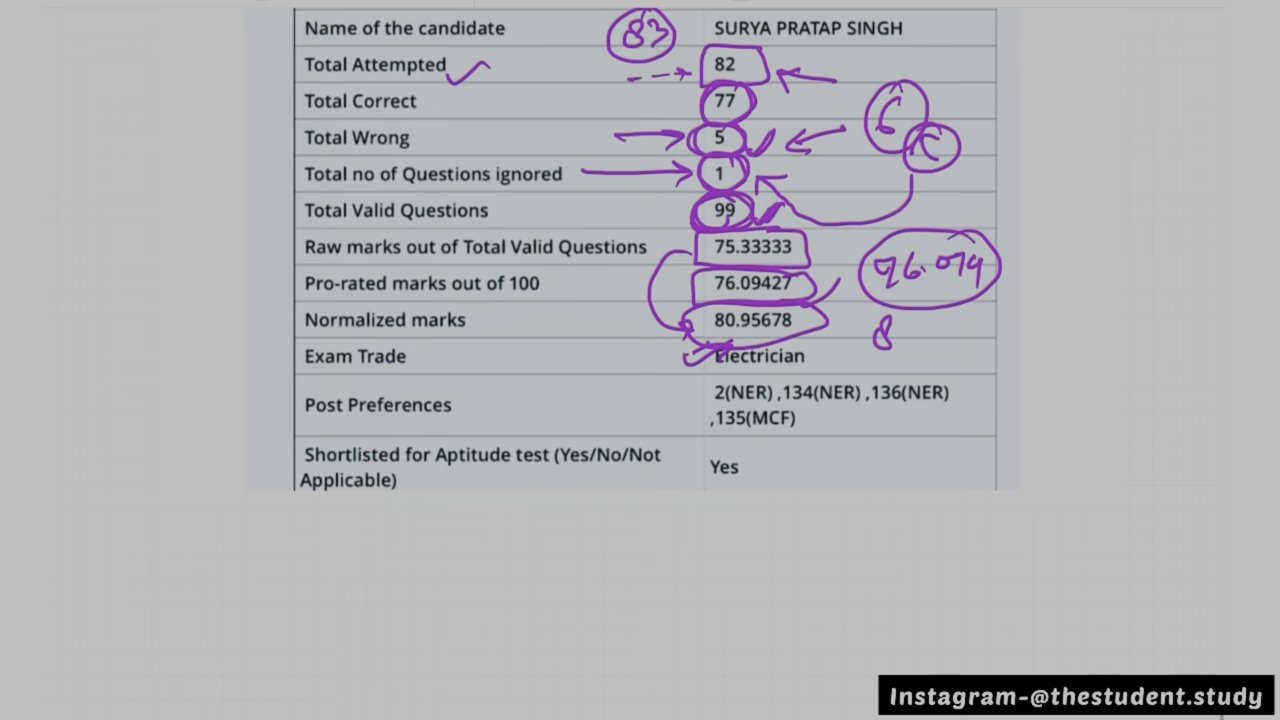 Name of the candidate 83 SURYA PRATAP SINGH
Total Attempted 82
Total Correct 77
6
Total Wrong 5
Total no of Questions ignored 1
Total Valid Questions 99
Raw marks out of Total Valid Questions 75.33333
76.094
Pro-rated marks out of 100 76.09427
Normalized marks 80.95678
8
Exam Trade Electrician
Post Preferences 2(NER) ,134(NER) ,136(NER)
,135(MCF)
Shortlisted for Aptitude test (Yes/No/Not
Applicable) Yes
Instagram-@thestudent.study